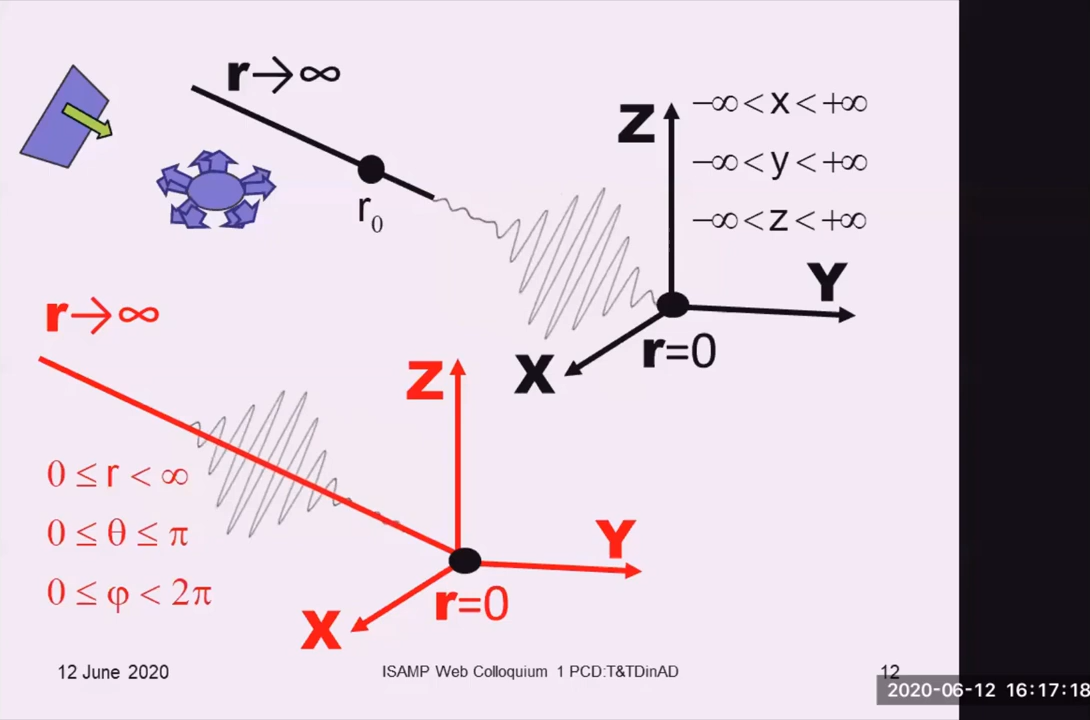 r→∞
Z
−∞<x<+∞
−∞<y<+∞
r₀
−∞<z<+∞
Y
r→∞
r=0
X
Z
0≤r<∞
0≤θ≤π
Y
0≤φ<2π
r=0
X
12 June 2020
ISAMP Web Colloquium 1 PCD:T&TDinAD
12
2020-06-12 16:17:18